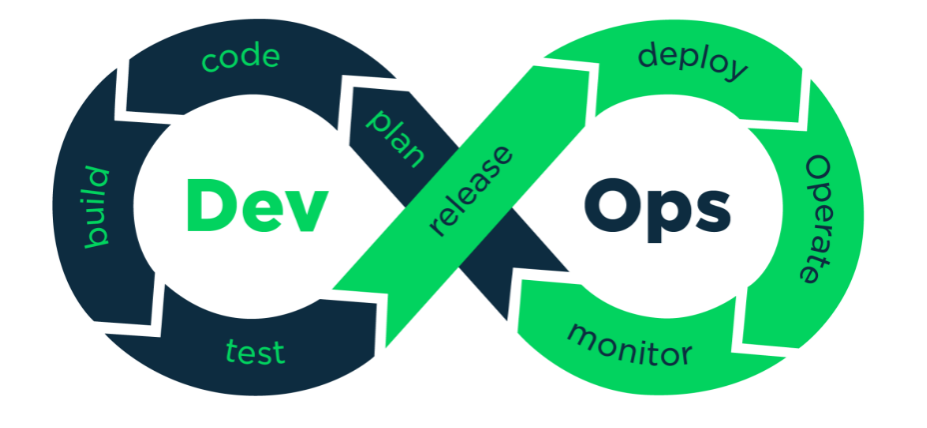 plan
code
build
test
release
deploy
Operate
monitor
Dev
Ops